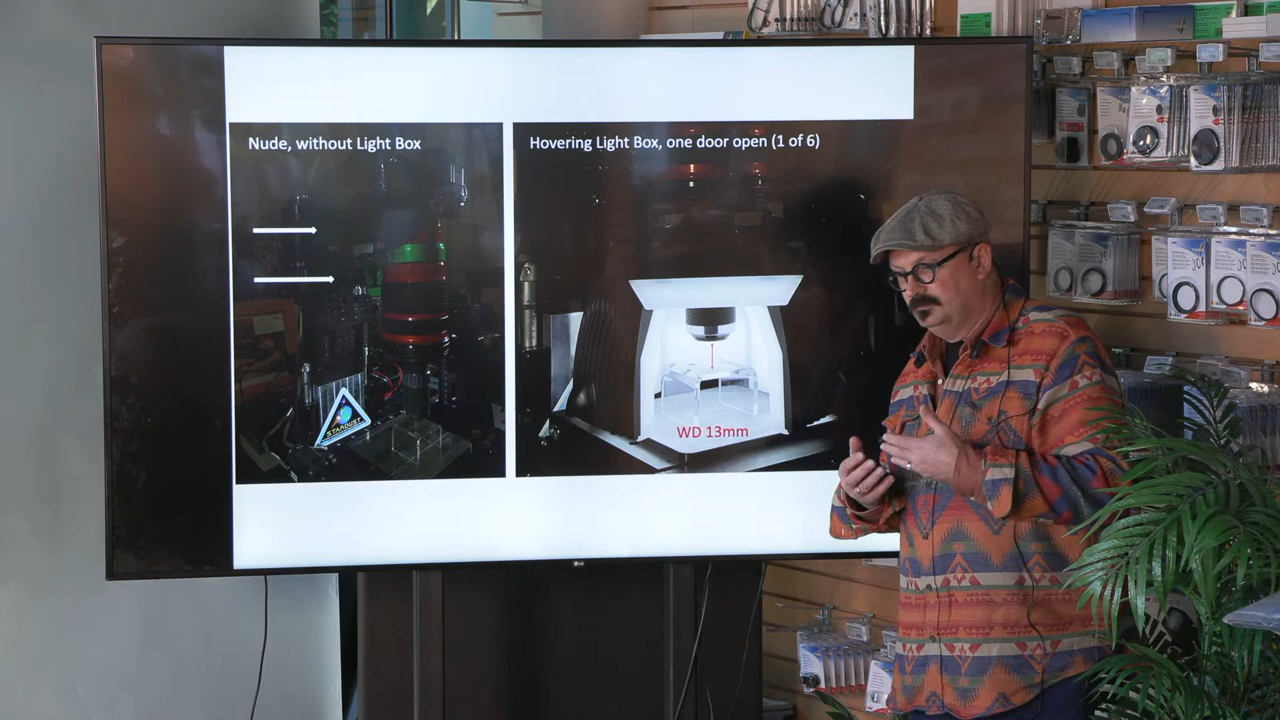 Nude, without Light Box
Hovering Light Box, one door open (1 of 6)
STARDUST
WD 13mm
LG